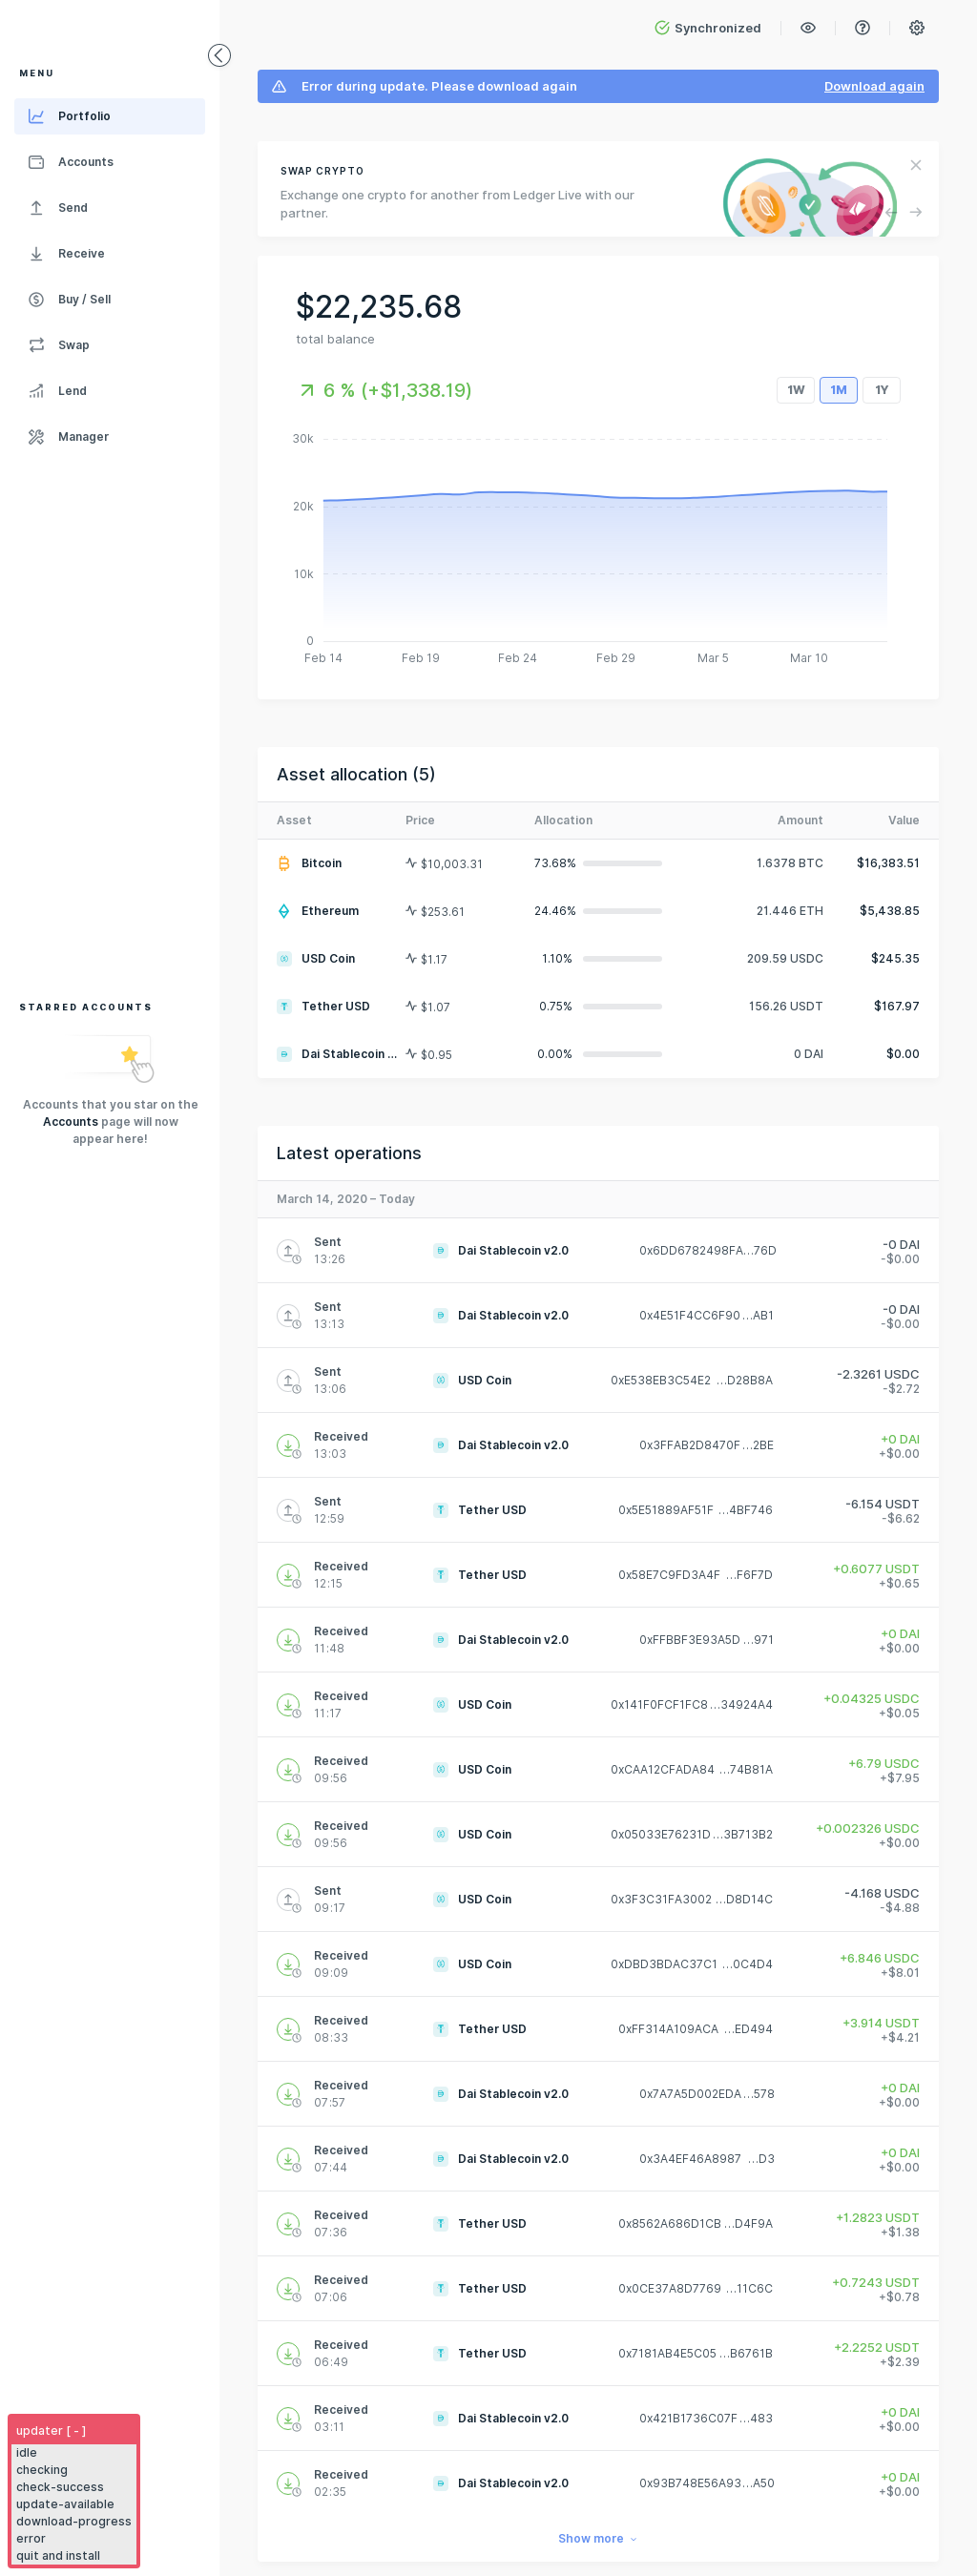 Synchronized
MENU
Error during update. Please download again Download again
Portfolio
Accounts
Send
Receive
Buy / Sell
Swap
Lend
Manager
SWAP CRYPTO
Exchange one crypto for another from Ledger Live with our
partner.
$22,235.68
total balance
6 % (+$1,338.19)
1W 1M 1Y
30k
20k
10k
0
Feb 14 Feb 19 Feb 24 Feb 29 Mar 5 Mar 10
Asset allocation (5)
Asset Price Allocation Amount Value
Bitcoin $10,003.31 73.68% 1.6378 BTC $16,383.51
Ethereum $253.61 24.46% 21.446 ETH $5,438.85
USD Coin $1.17 1.10% 209.59 USDC $245.35
Tether USD $1.07 0.75% 156.26 USDT $167.97
Dai Stablecoin ... $0.95 0.00% 0 DAI $0.00
STARRED ACCOUNTS
Accounts that you star on the
Accounts page will now
appear here!
Latest operations
March 14, 2020 – Today
Sent
13:26 Dai Stablecoin v2.0 0x6DD6782498FA...76D -0 DAI
-$0.00
Sent
13:13 Dai Stablecoin v2.0 0x4E51F4CC6F90...AB1 -0 DAI
-$0.00
Sent
13:06 USD Coin 0xE538EB3C54E2 ...D28B8A -2.3261 USDC
-$2.72
Received
13:03 Dai Stablecoin v2.0 0x3FFAB2D8470F...2BE +0 DAI
+$0.00
Sent
12:59 Tether USD 0x5E51889AF51F ...4BF746 -6.154 USDT
-$6.62
Received
12:15 Tether USD 0x58E7C9FD3A4F ...F6F7D +0.6077 USDT
+$0.65
Received
11:48 Dai Stablecoin v2.0 0xFFBBF3E93A5D...971 +0 DAI
+$0.00
Received
11:17 USD Coin 0x141F0FCF1FC8...34924A4 +0.04325 USDC
+$0.05
Received
09:56 USD Coin 0xCAA12CFADA84 ...74B81A +6.79 USDC
+$7.95
Received
09:56 USD Coin 0x05033E76231D...3B713B2 +0.002326 USDC
+$0.00
Sent
09:17 USD Coin 0x3F3C31FA3002 ...D8D14C -4.168 USDC
-$4.88
Received
09:09 USD Coin 0xDBD3BDAC37C1 ...0C4D4 +6.846 USDC
+$8.01
Received
08:33 Tether USD 0xFF314A109ACA ...ED494 +3.914 USDT
+$4.21
Received
07:57 Dai Stablecoin v2.0 0x7A7A5D002EDA...578 +0 DAI
+$0.00
Received
07:44 Dai Stablecoin v2.0 0x3A4EF46A8987 ...D3 +0 DAI
+$0.00
Received
07:36 Tether USD 0x8562A686D1CB...D4F9A +1.2823 USDT
+$1.38
Received
07:06 Tether USD 0x0CE37A8D7769 ...11C6C +0.7243 USDT
+$0.78
Received
06:49 Tether USD 0x7181AB4E5C05...B6761B +2.2252 USDT
+$2.39
Received
03:11 Dai Stablecoin v2.0 0x421B1736C07F...483 +0 DAI
+$0.00
Received
02:35 Dai Stablecoin v2.0 0x93B748E56A93...A50 +0 DAI
+$0.00
Show more
updater [ - ]
idle
checking
check-success
update-available
download-progress
error
quit and install